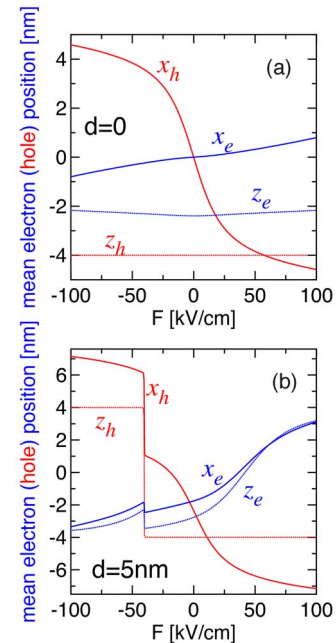 mean electron (hole) position [nm]
4
2
0
-2
-4
x_h
(a)
d=0
x_e
z_e
z_h
-100 -50 0 50 100
F [kV/cm]
mean electron (hole) position [nm]
6
4
2
0
-2
-4
-6
(b)
x_h
z_h
x_e
z_e
d=5nm
-100 -50 0 50 100
F [kV/cm]